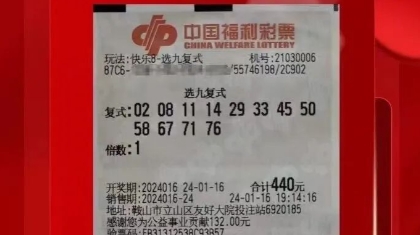 中国福利彩票
CHINA WELFARE LOTTERY
玩法:快乐8-选九复式 机号:21030006
87C6- /55746198/2C902
选九复式
复式:02 08 11 14 29 33 45 50
58 67 71 76
倍数:1
开奖期:2024016 24-01-16 合计440元
销售期:2024016-24 24-01-16 19:14:16
地址:鞍山市立山区友好大院投注站6920185
感谢您为公益事业贡献132.00元
验票码: